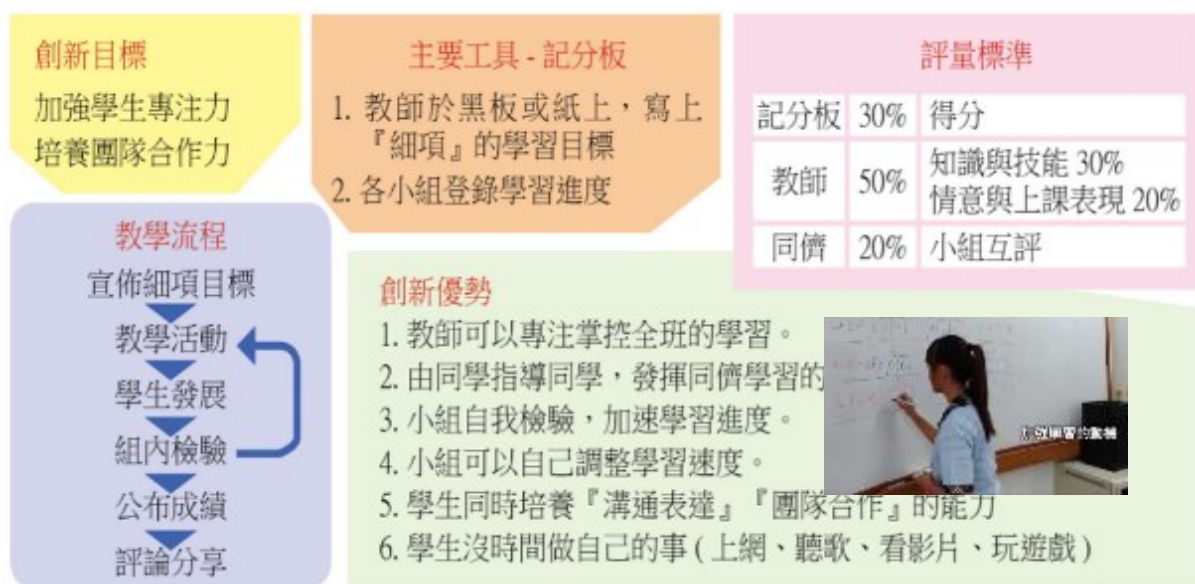 創新目標
加強學生專注力
培養團隊合作力
主要工具 - 記分板
1. 教師於黑板或紙上，寫上
『細項』的學習目標
2. 各小組登錄學習進度
評量標準
記分板 30% 得分
教師 50% 知識與技能 30%
情意與上課表現 20%
同儕 20% 小組互評
教學流程
宣佈細項目標
教學活動
學生發展
組內檢驗
公布成績
評論分享
創新優勢
1. 教師可以專注掌控全班的學習。
2. 由同學指導同學，發揮同儕學習的
3. 小組自我檢驗，加速學習進度。
4. 小組可以自己調整學習速度。
5. 學生同時培養『溝通表達』『團隊合作』的能力
6. 學生沒時間做自己的事 ( 上網、聽歌、看影片、玩遊戲 )
學習的動機